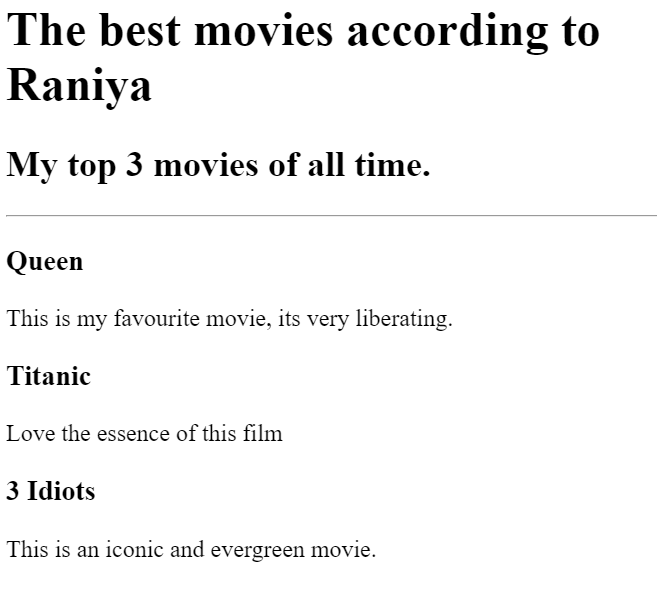 The best movies according to
Raniya
My top 3 movies of all time.
Queen
This is my favourite movie, its very liberating.
Titanic
Love the essence of this film
3 Idiots
This is an iconic and evergreen movie.